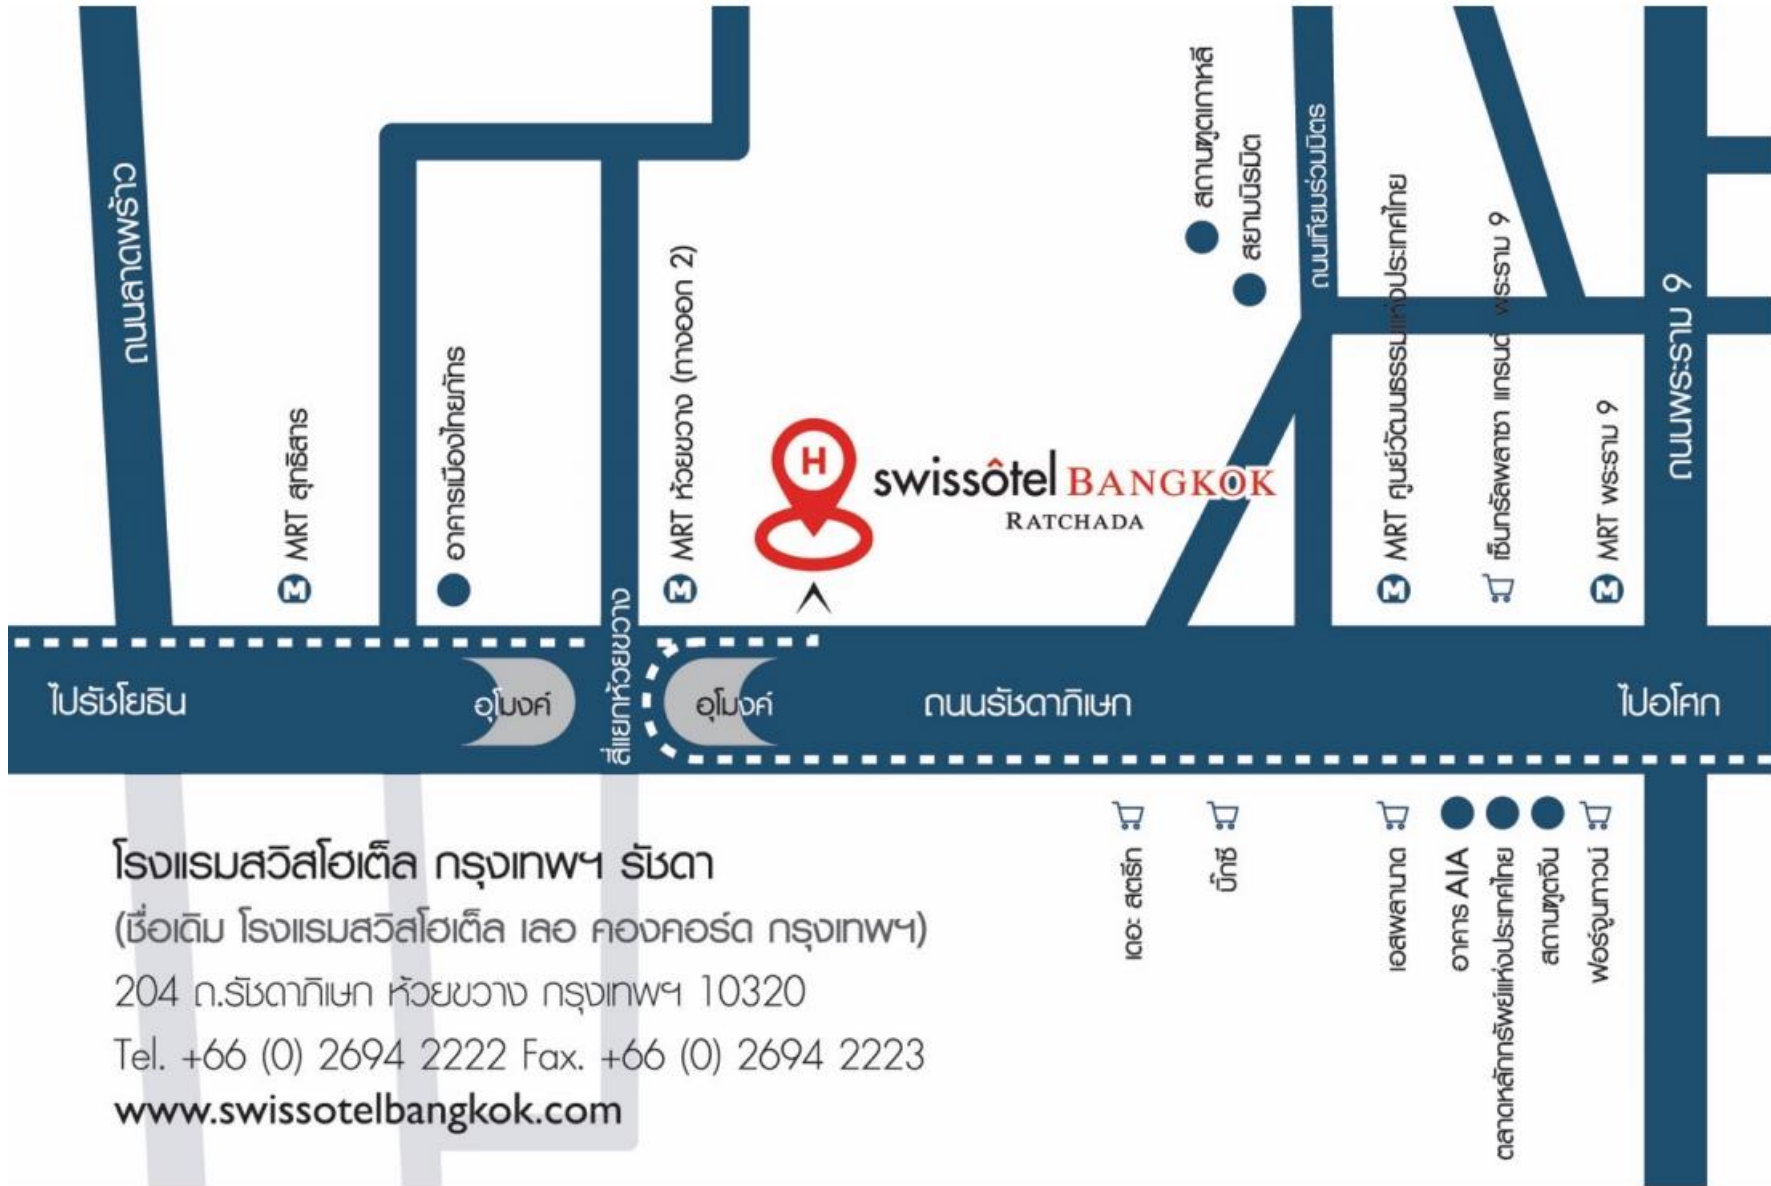 ถนนลาดพร้าว
MRT สุทธิสาร
อาคารเมืองไทยภัทร
สี่แยกห้วยขวาง
MRT ห้วยขวาง (ทางออก 2)
H
swissôtel BANGKOK
RATCHADA
สถานทูตเกาหลี
สยามนิรมิต
ถนนเทียมร่วมมิตร
MRT ศูนย์วัฒนธรรมแห่งประเทศไทย
เซ็นทรัลพลาซา แกรนด์ พระราม 9
MRT พระราม 9
ถนนพระราม 9
ไปรัชโยธิน
อุโมงค์
อุโมงค์
ถนนรัชดาภิเษก
ไปอโศก
เดอะ สตรีท
บิ๊กซี
เอสพลานาด
อาคาร AIA
ตลาดหลักทรัพย์แห่งประเทศไทย
สถานทูตจีน
ฟอร์จูนทาวน์
โรงแรมสวิสโฮเต็ล กรุงเทพฯ รัชดา
(ชื่อเดิม โรงแรมสวิสโฮเต็ล เลอ คองคอร์ด กรุงเทพฯ)
204 ถ.รัชดาภิเษก ห้วยขวาง กรุงเทพฯ 10320
Tel. +66 (0) 2694 2222 Fax. +66 (0) 2694 2223
www.swissotelbangkok.com